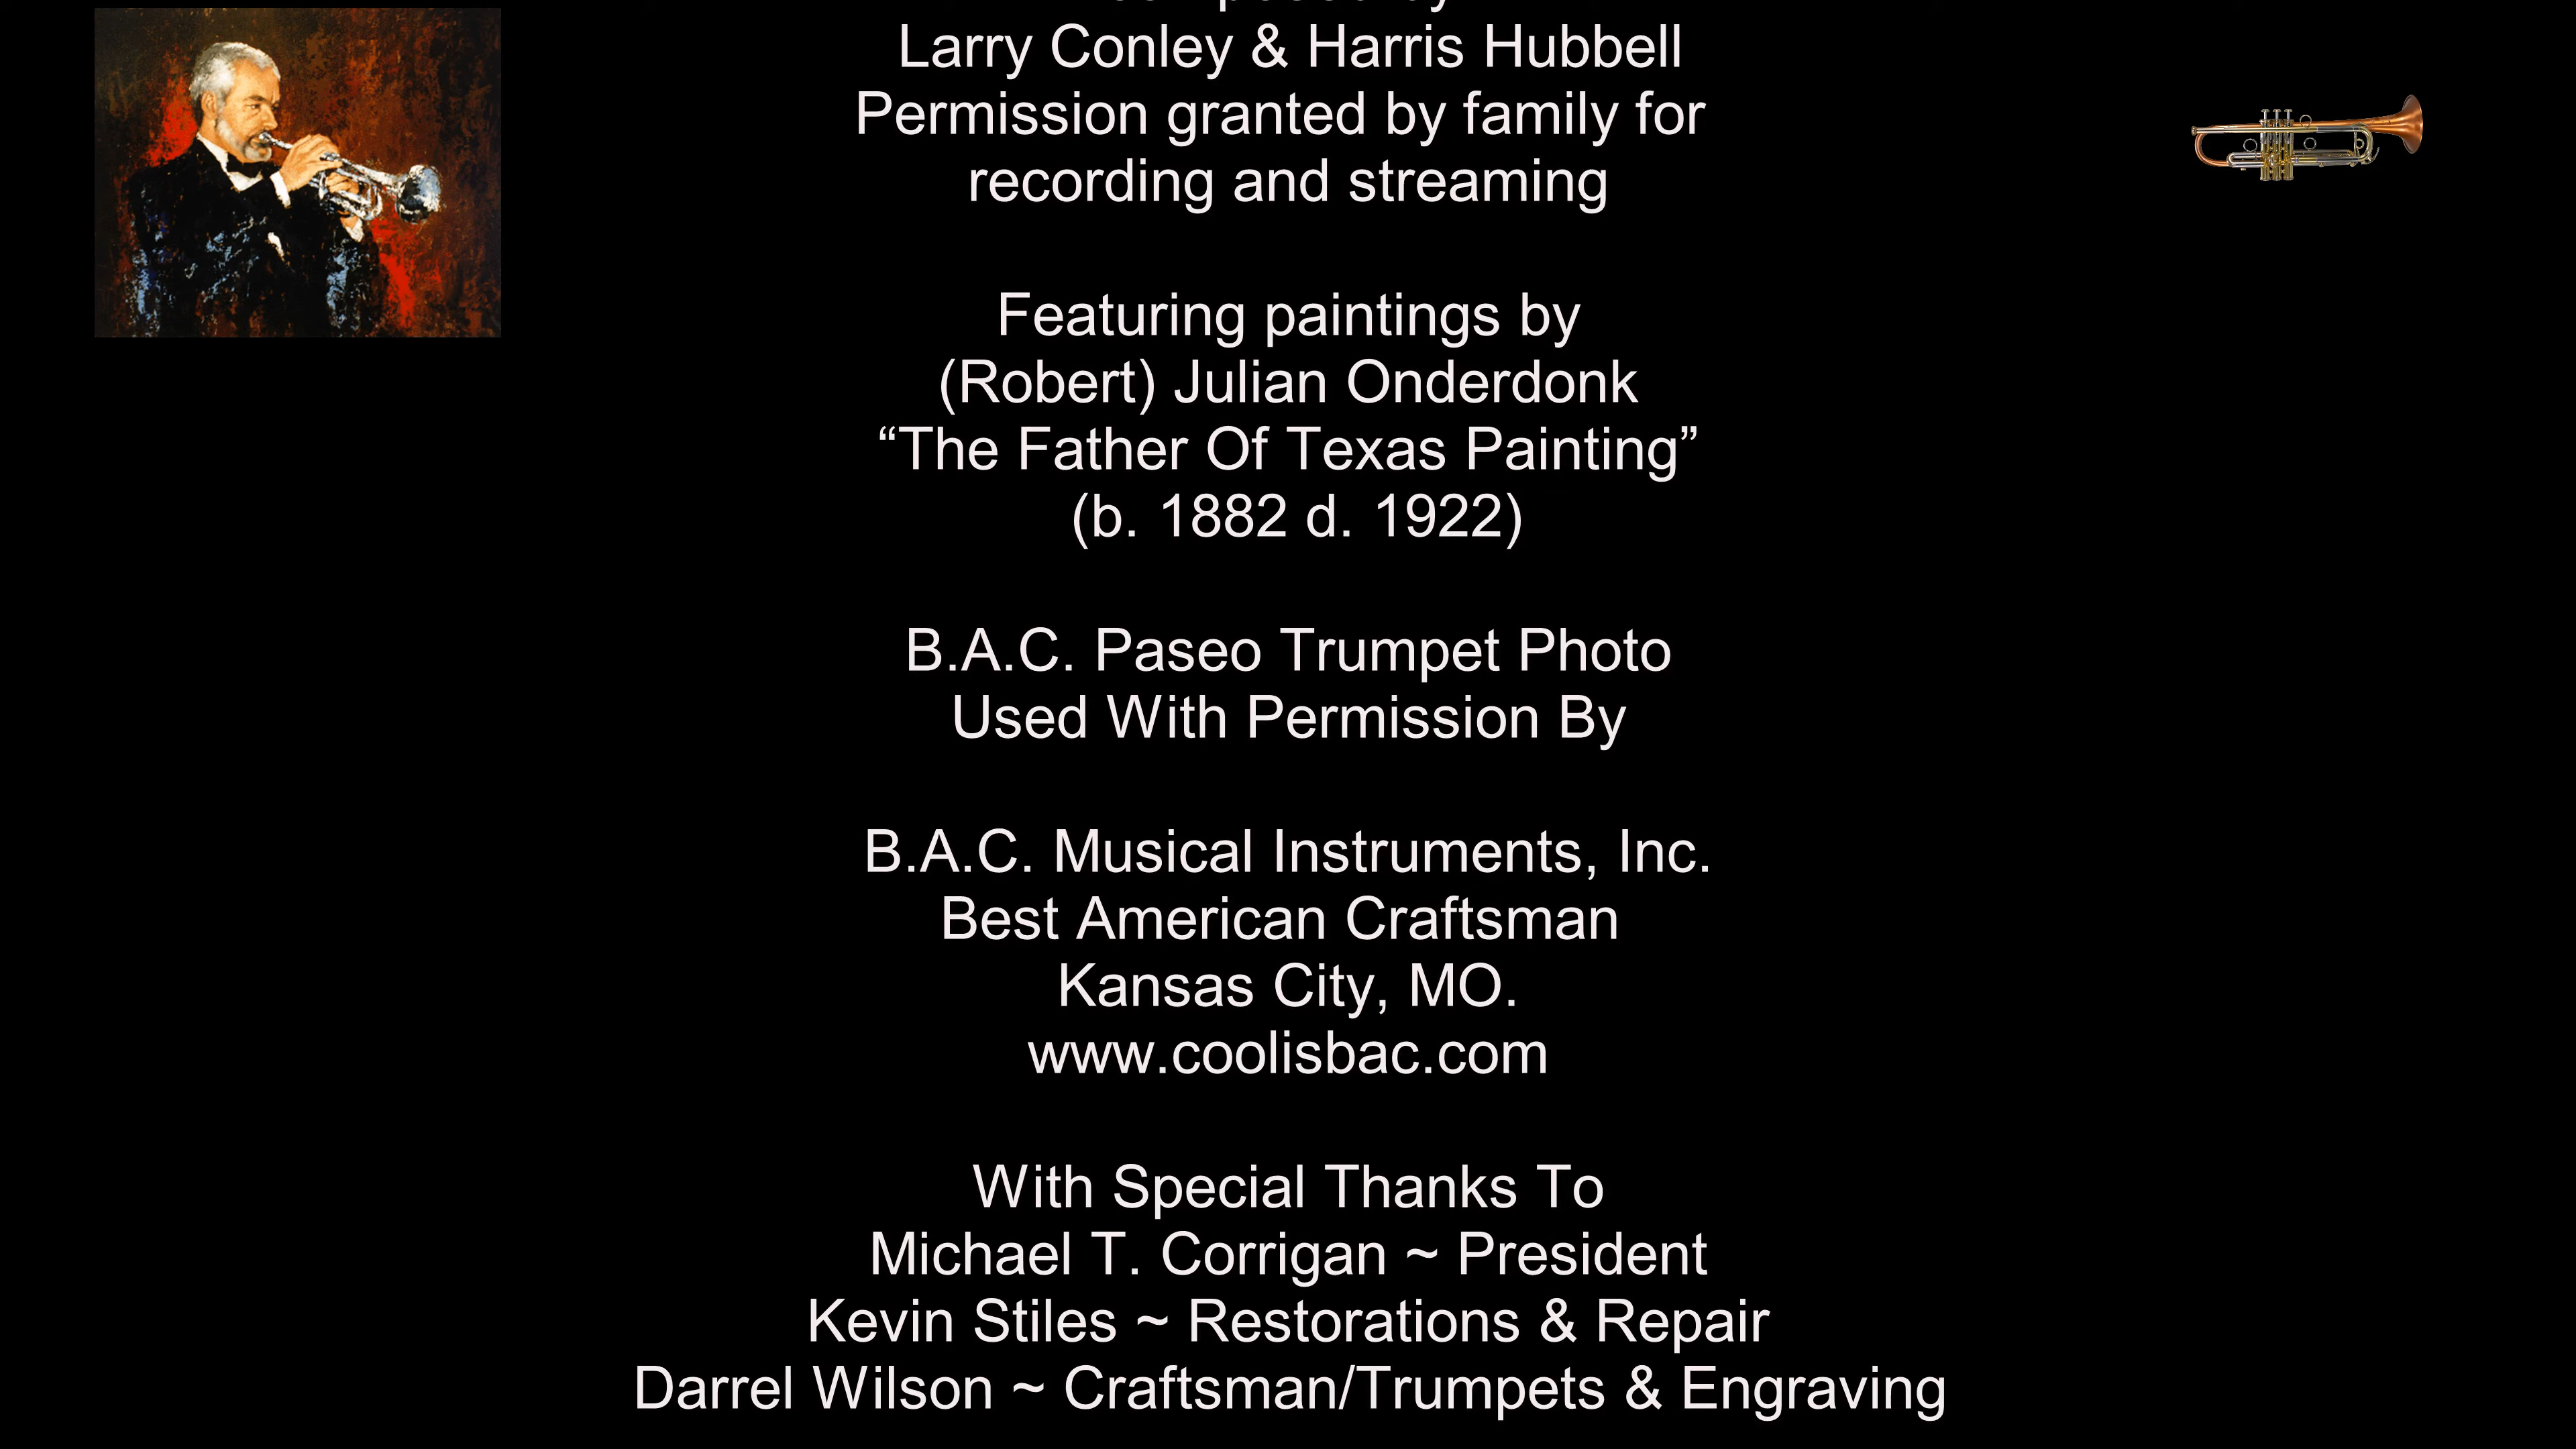 Larry Conley & Harris Hubbell
Permission granted by family for
recording and streaming
Featuring paintings by
(Robert) Julian Onderdonk
“The Father Of Texas Painting”
(b. 1882 d. 1922)
B.A.C. Paseo Trumpet Photo
Used With Permission By
B.A.C. Musical Instruments, Inc.
Best American Craftsman
Kansas City, MO.
www.coolisbac.com
With Special Thanks To
Michael T. Corrigan ~ President
Kevin Stiles ~ Restorations & Repair
Darrel Wilson ~ Craftsman/Trumpets & Engraving